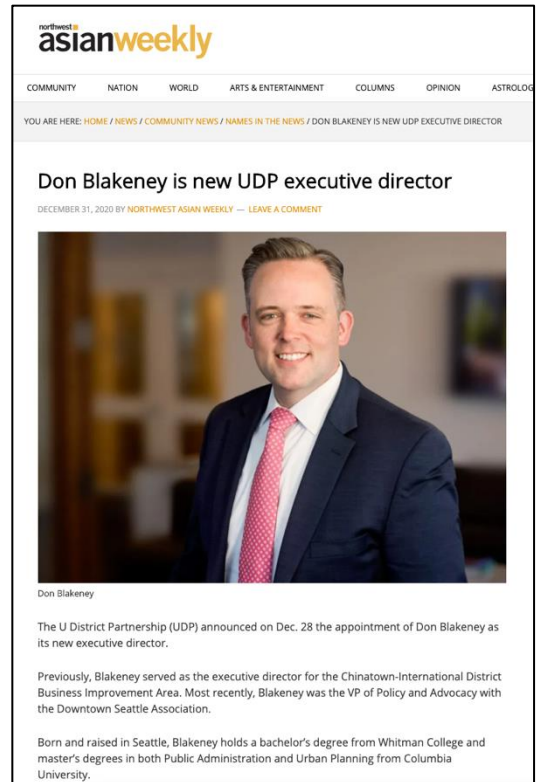 northwest
asianweekly
COMMUNITY NATION WORLD ARTS & ENTERTAINMENT COLUMNS OPINION ASTROLOG
YOU ARE HERE: HOME / NEWS / COMMUNITY NEWS / NAMES IN THE NEWS / DON BLAKENEY IS NEW UDP EXECUTIVE DIRECTOR
Don Blakeney is new UDP executive director
DECEMBER 31, 2020 BY NORTHWEST ASIAN WEEKLY — LEAVE A COMMENT
Don Blakeney
The U District Partnership (UDP) announced on Dec. 28 the appointment of Don Blakeney as
its new executive director.
Previously, Blakeney served as the executive director for the Chinatown-International District
Business Improvement Area. Most recently, Blakeney was the VP of Policy and Advocacy with
the Downtown Seattle Association.
Born and raised in Seattle, Blakeney holds a bachelor's degree from Whitman College and
master's degrees in both Public Administration and Urban Planning from Columbia
University.